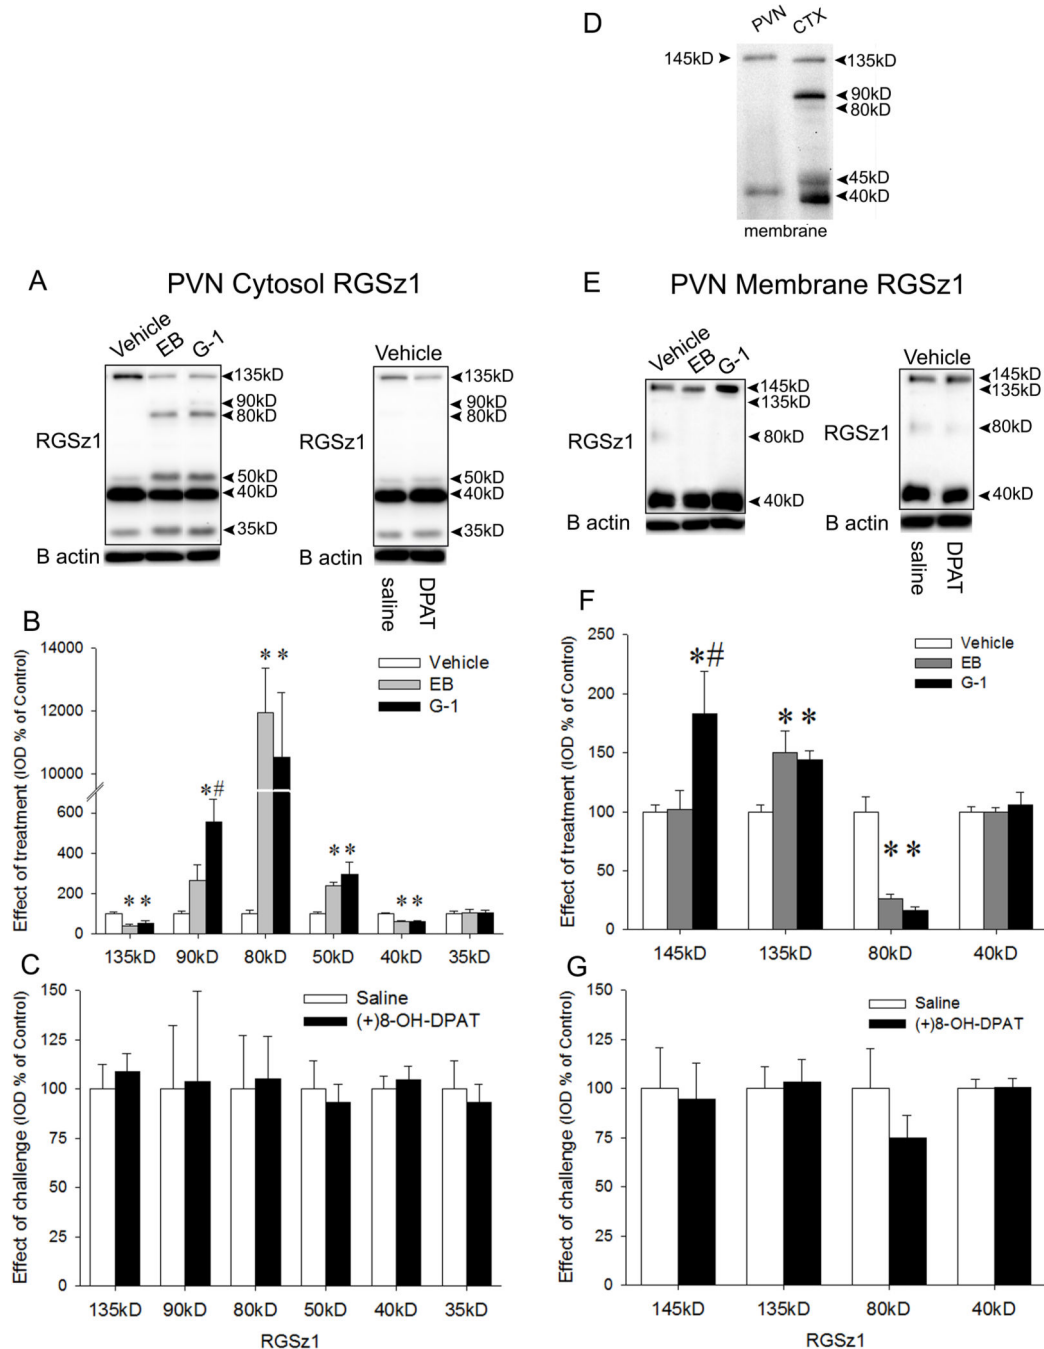 D
PVN CTX
145kD
135kD
90kD
80kD
45kD
40kD
membrane
A
PVN Cytosol RGSz1
Vehicle EB G-1
135kD
90kD
80kD
50kD
40kD
35kD
RGSz1
B actin
Vehicle
135kD
90kD
80kD
50kD
40kD
35kD
saline DPAT
E
PVN Membrane RGSz1
Vehicle EB G-1
145kD
135kD
80kD
40kD
RGSz1
B actin
Vehicle
145kD
135kD
80kD
40kD
RGSz1
B actin
saline DPAT
B
Effect of treatment (IOD % of Control)
14000
12000
10000
600
400
200
0
Vehicle
EB
G-1
* *
*#
* *
* *
* *
135kD 90kD 80kD 50kD 40kD 35kD
C
Effect of challenge (IOD % of Control)
150
125
100
75
50
25
0
Saline
(+)8-OH-DPAT
135kD 90kD 80kD 50kD 40kD 35kD
RGSz1
F
Effect of treatment (IOD % of Control)
250
200
150
100
50
0
Vehicle
EB
G-1
*#
* *
* *
145kD 135kD 80kD 40kD
G
Effect of challenge (IOD % of Control)
150
125
100
75
50
25
0
Saline
(+)8-OH-DPAT
145kD 135kD 80kD 40kD
RGSz1